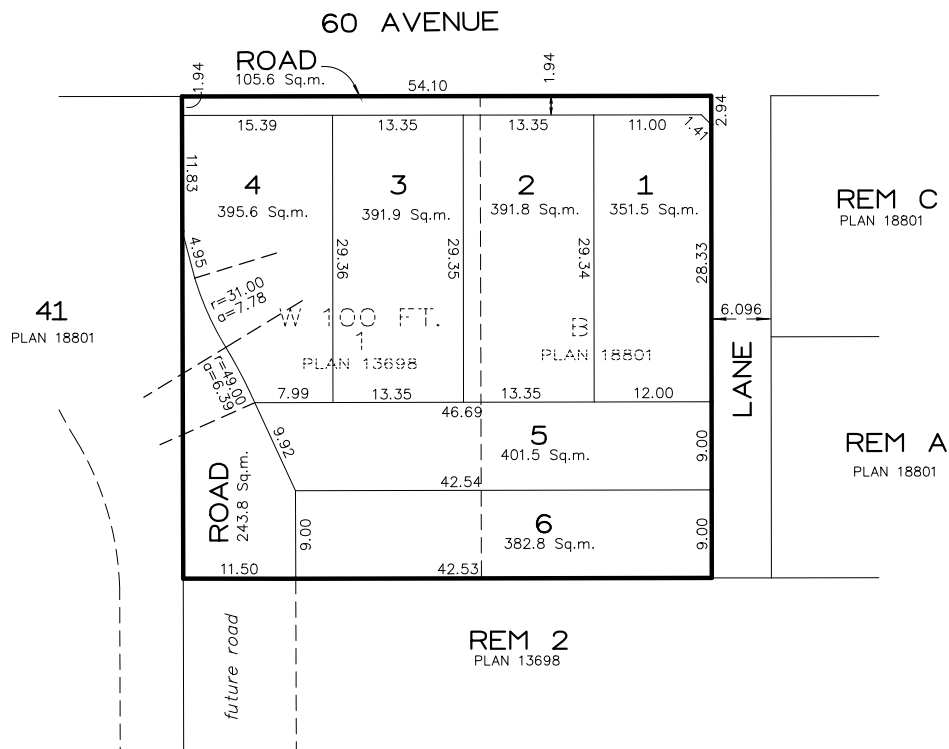 60 AVENUE
ROAD
105.6 Sq.m.
1.94
54.10
1.94
2.94
15.39
13.35
13.35
11.00
1.41
11.83
4
395.6 Sq.m.
3
391.9 Sq.m.
2
391.8 Sq.m.
1
351.5 Sq.m.
REM C
PLAN 18801
4.95
29.36
29.35
29.34
28.33
r=31.00
a=7.78
41
PLAN 18801
W 100 FT.
1
PLAN 13698
B
PLAN 18801
6.096
LANE
r=49.00
a=6.39
7.99
13.35
13.35
12.00
46.69
9.92
5
401.5 Sq.m.
9.00
REM A
PLAN 18801
42.54
ROAD
243.8 Sq.m.
9.00
6
382.8 Sq.m.
9.00
11.50
42.53
future road
REM 2
PLAN 13698